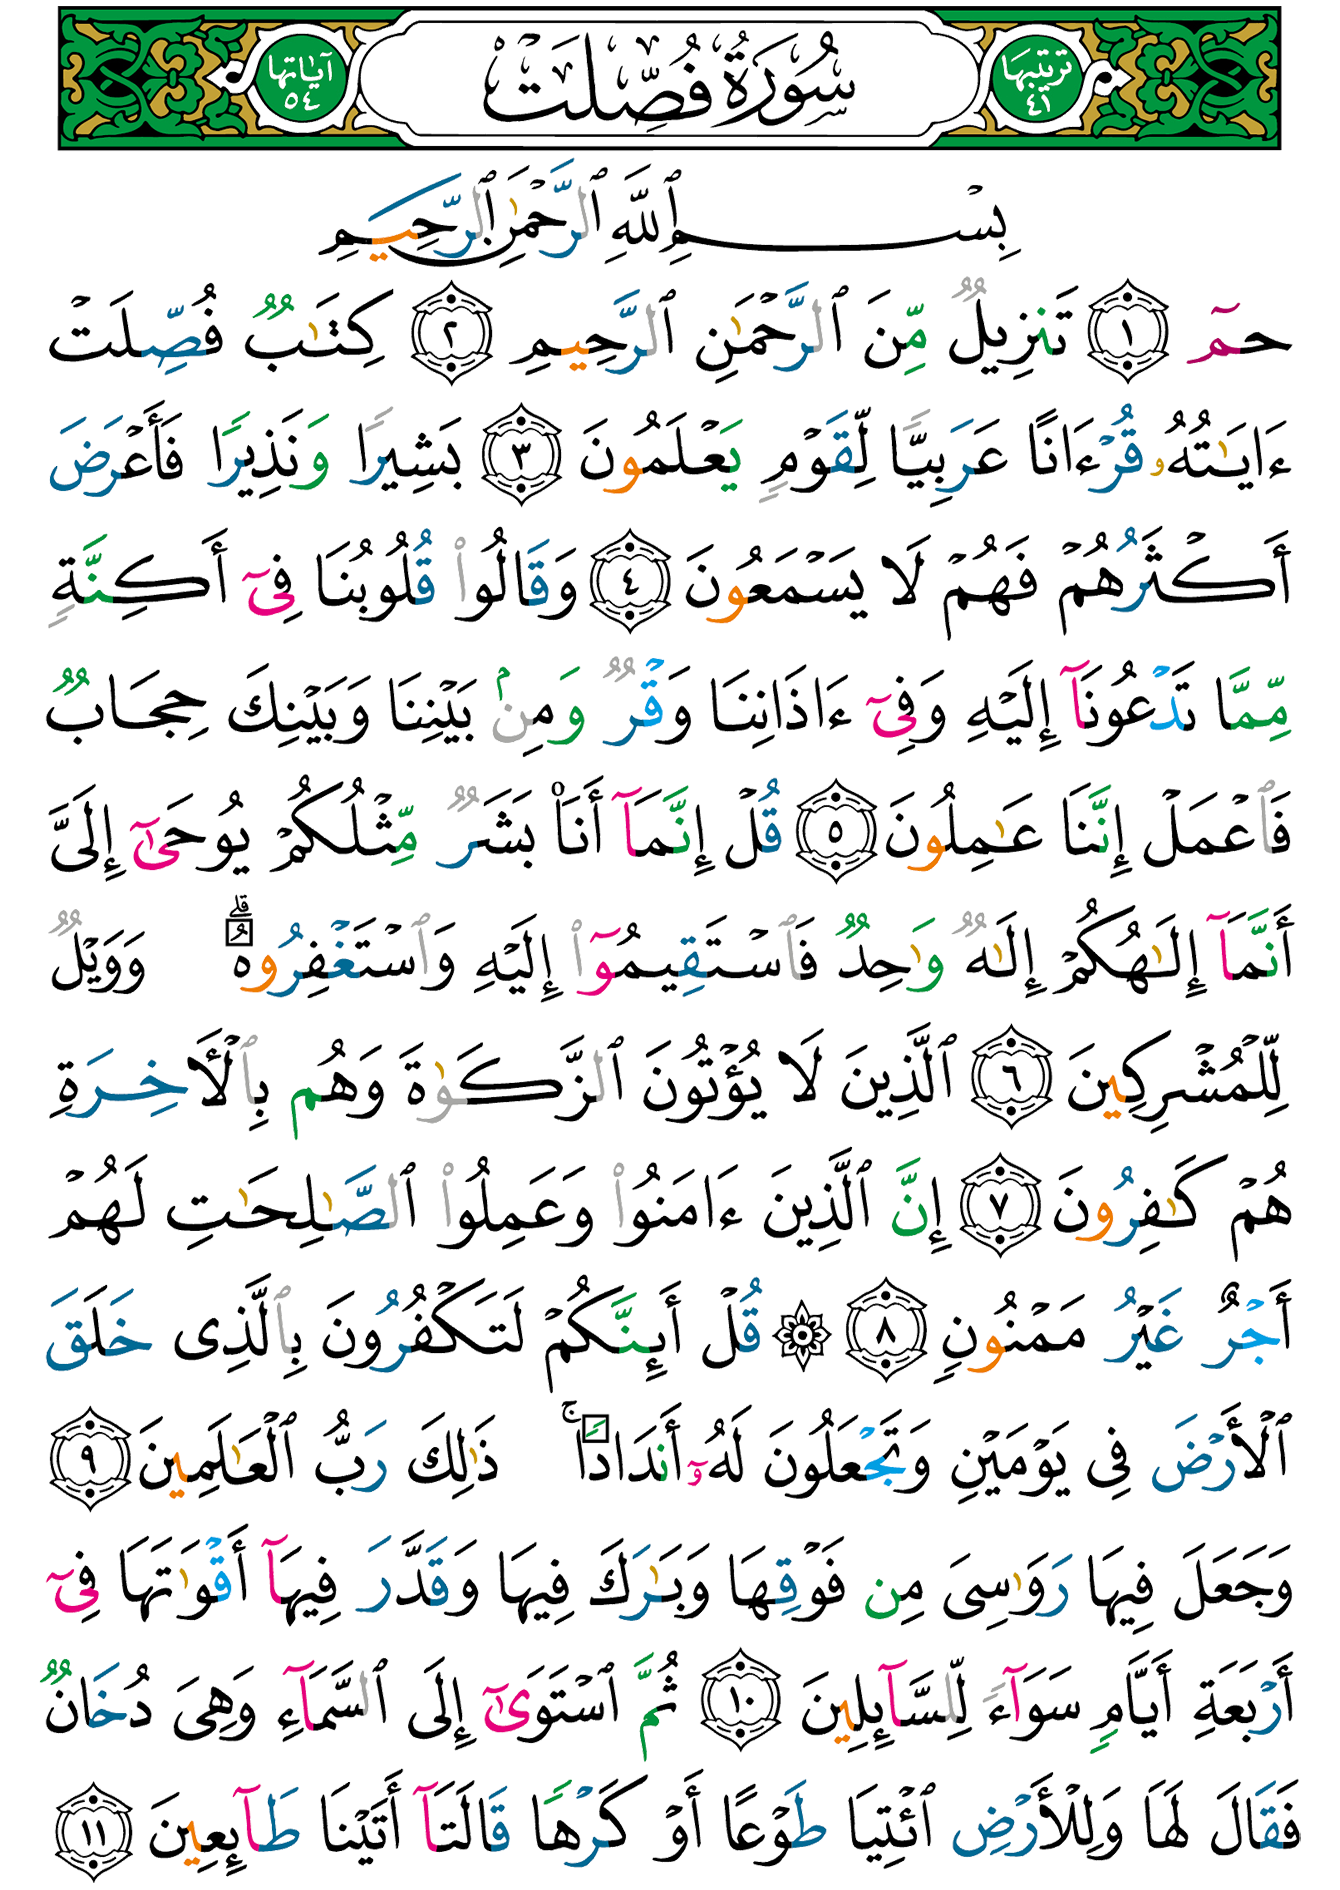 ترتيبها ٤١ سُورَةُ فُصِّلَتْ آيَاتها ٥٤
بِسْمِ ٱللَّهِ ٱلرَّحْمَٰنِ ٱلرَّحِيمِ
حمٓ ١ تَنزِيلٌ مِّنَ ٱلرَّحْمَٰنِ ٱلرَّحِيمِ ٢ كِتَٰبٌ فُصِّلَتْ
ءَايَٰتُهُۥ قُرْءَانًا عَرَبِيًّا لِّقَوْمٍ يَعْلَمُونَ ٣ بَشِيرًا وَنَذِيرًا فَأَعْرَضَ
أَكْثَرُهُمْ فَهُمْ لَا يَسْمَعُونَ ٤ وَقَالُوا۟ قُلُوبُنَا فِىٓ أَكِنَّةٍ
مِّمَّا تَدْعُونَآ إِلَيْهِ وَفِىٓ ءَاذَانِنَا وَقْرٌ وَمِنۢ بَيْنِنَا وَبَيْنِكَ حِجَابٌ
فَٱعْمَلْ إِنَّنَا عَٰمِلُونَ ٥ قُلْ إِنَّمَآ أَنَا۠ بَشَرٌ مِّثْلُكُمْ يُوحَىٰٓ إِلَىَّ
أَنَّمَآ إِلَٰهُكُمْ إِلَٰهٌ وَٰحِدٌ فَٱسْتَقِيمُوٓا۟ إِلَيْهِ وَٱسْتَغْفِرُوهُ ۗ وَوَيْلٌ
لِّلْمُشْرِكِينَ ٦ ٱلَّذِينَ لَا يُؤْتُونَ ٱلزَّكَوٰةَ وَهُم بِٱلْأَخِرَةِ
هُمْ كَٰفِرُونَ ٧ إِنَّ ٱلَّذِينَ ءَامَنُوا۟ وَعَمِلُوا۟ ٱلصَّٰلِحَٰتِ لَهُمْ
أَجْرٌ غَيْرُ مَمْنُونٍ ٨ ۞ قُلْ أَئِنَّكُمْ لَتَكْفُرُونَ بِٱلَّذِى خَلَقَ
ٱلْأَرْضَ فِى يَوْمَيْنِ وَتَجْعَلُونَ لَهُۥٓ أَندَادًا ۚ ذَٰلِكَ رَبُّ ٱلْعَٰلَمِينَ ٩
وَجَعَلَ فِيهَا رَوَٰسِىَ مِن فَوْقِهَا وَبَٰرَكَ فِيهَا وَقَدَّرَ فِيهَآ أَقْوَٰتَهَا فِىٓ
أَرْبَعَةِ أَيَّامٍ سَوَآءً لِّلسَّآئِلِينَ ١٠ ثُمَّ ٱسْتَوَىٰٓ إِلَى ٱلسَّمَآءِ وَهِىَ دُخَانٌ
فَقَالَ لَهَا وَلِلْأَرْضِ ٱئْتِيَا طَوْعًا أَوْ كَرْهًا قَالَتَآ أَتَيْنَا طَآئِعِينَ ١١